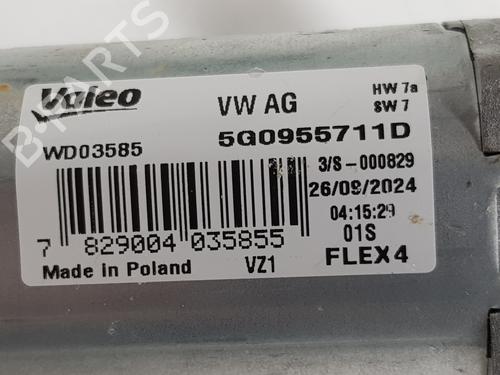 Valeo
VW AG
HW 7a
SW 7
WD03585
5G0955711D
3/S-000829
26/09/2024
04:15:29
01S
7 829004 035855
Made in Poland
VZ1
FLEX4
B-PARTS